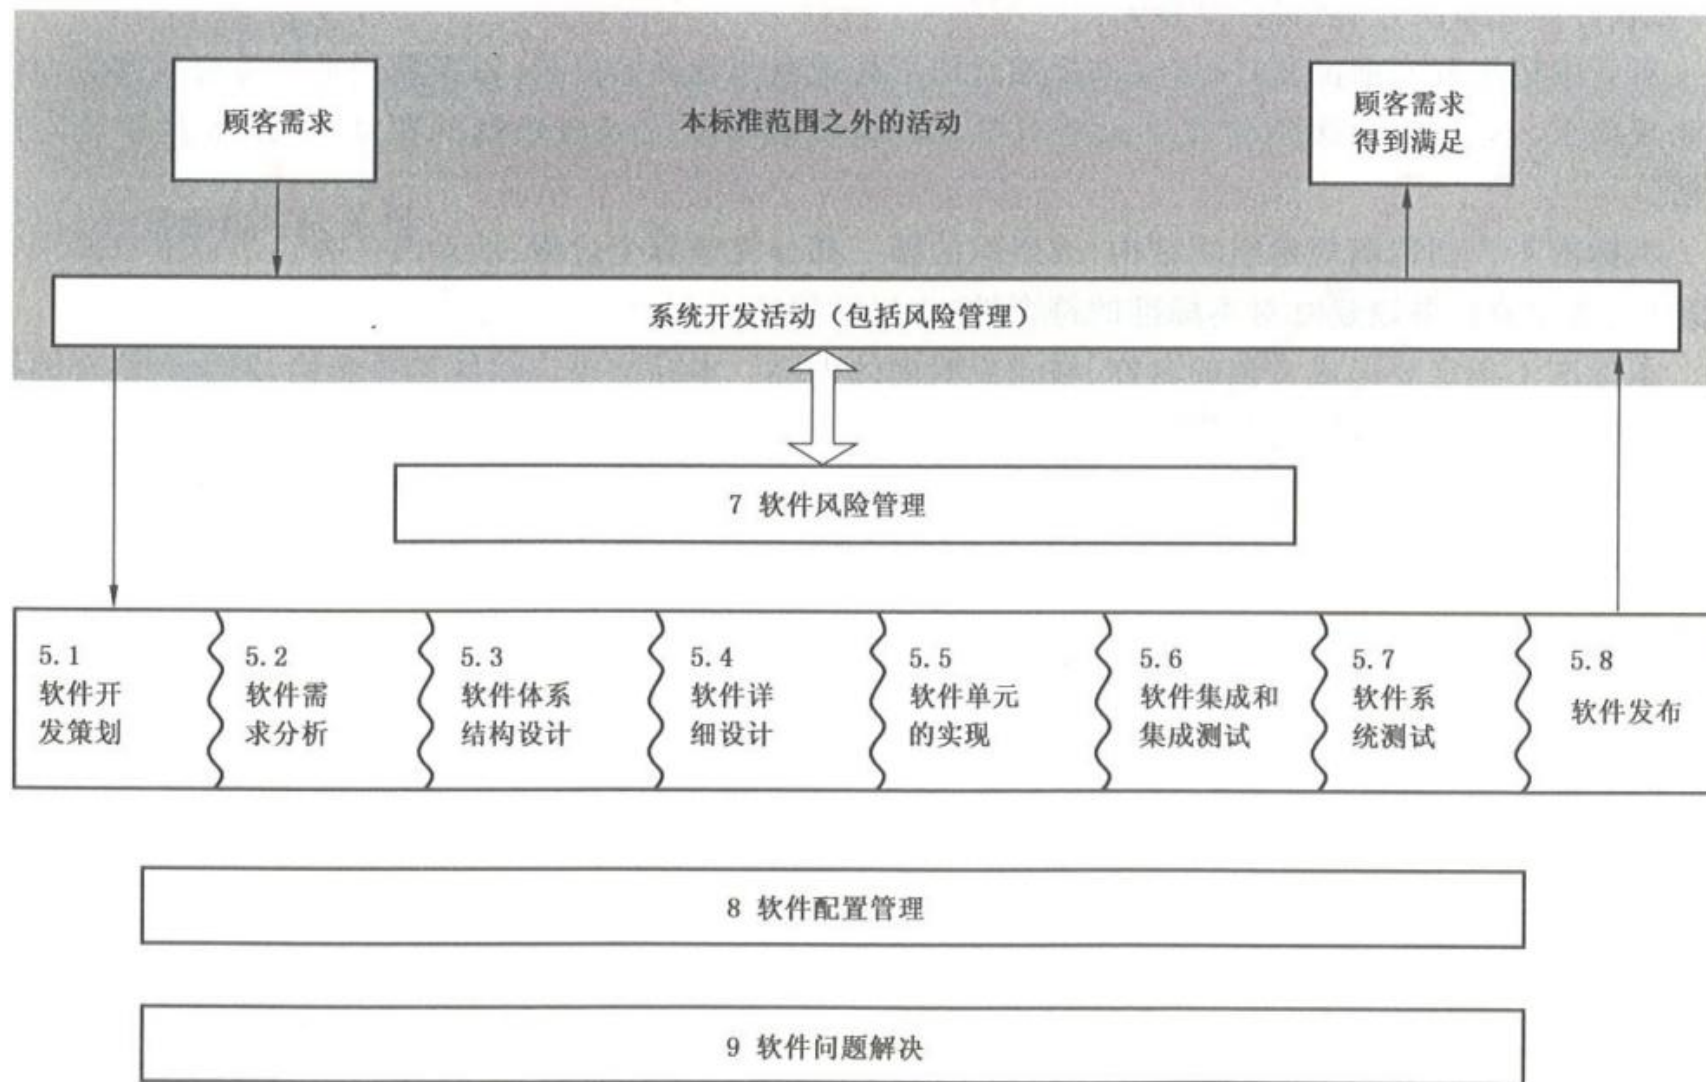 顾客需求
本标准范围之外的活动
顾客需求
得到满足
系统开发活动（包括风险管理）
7 软件风险管理
5.1
软件开
发策划
5.2
软件需
求分析
5.3
软件体系
结构设计
5.4
软件详
细设计
5.5
软件单元
的实现
5.6
软件集成和
集成测试
5.7
软件系
统测试
5.8
软件发布
8 软件配置管理
9 软件问题解决